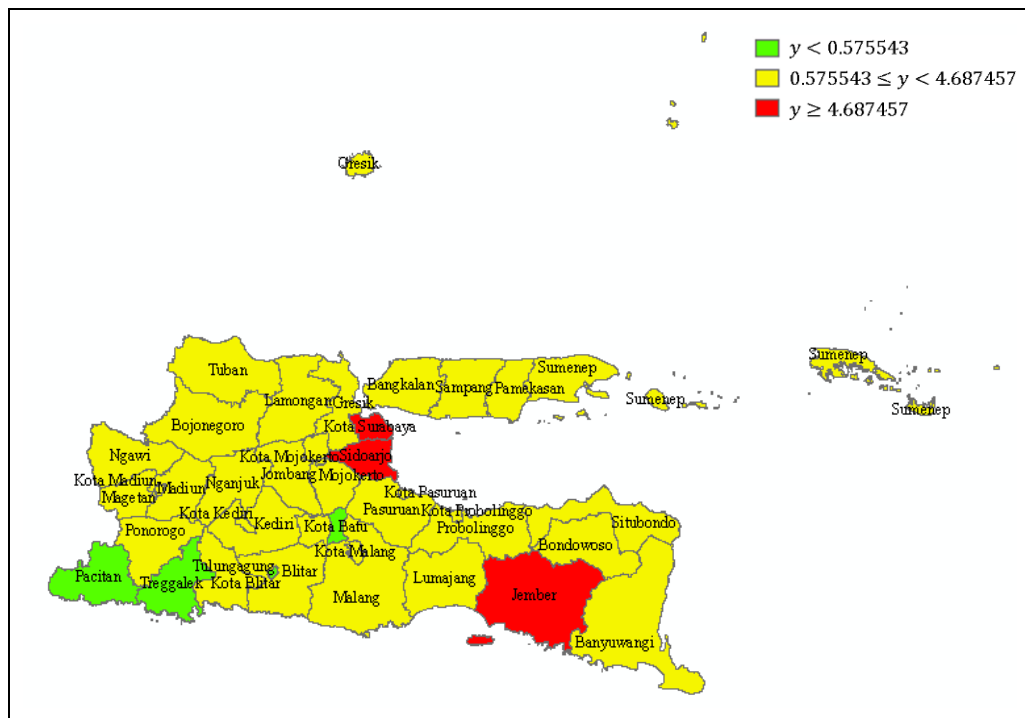 y < 0.575543
0.575543 ≤ y < 4.687457
y ≥ 4.687457
Gresik
Tuban
Lamongan
Gresik
Bangkalan
Sampang
Pamekasan
Sumenep
Sumenep
Sumenep
Sumenep
Bojonegoro
Kota Surabaya
Ngawi
Kota Mojokerto
Sidoarjo
Kota Madiun
Magetan
Madiun
Nganjuk
Jombang
Mojokerto
Kota Pasuruan
Pasuruan
Kota Probolinggo
Probolinggo
Situbondo
Ponorogo
Kota Kediri
Kediri
Kota Batu
Kota Malang
Bondowoso
Pacitan
Treggalek
Tulungagung
Kota Blitar
Blitar
Malang
Lumajang
Jember
Banyuwangi